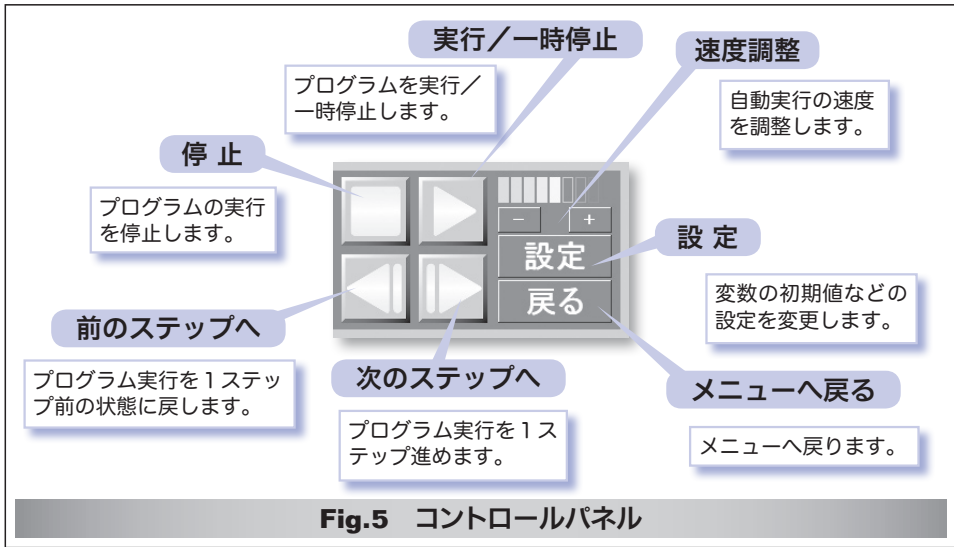 実行／一時停止
プログラムを実行／
一時停止します。
速度調整
自動実行の速度
を調整します。
停 止
プログラムの実行
を停止します。
− +
設定
戻る
設 定
変数の初期値などの
設定を変更します。
前のステップへ
プログラム実行を１ステッ
プ前の状態に戻します。
次のステップへ
プログラム実行を１ス
テップ進めます。
メニューへ戻る
メニューへ戻ります。
Fig.5 コントロールパネル